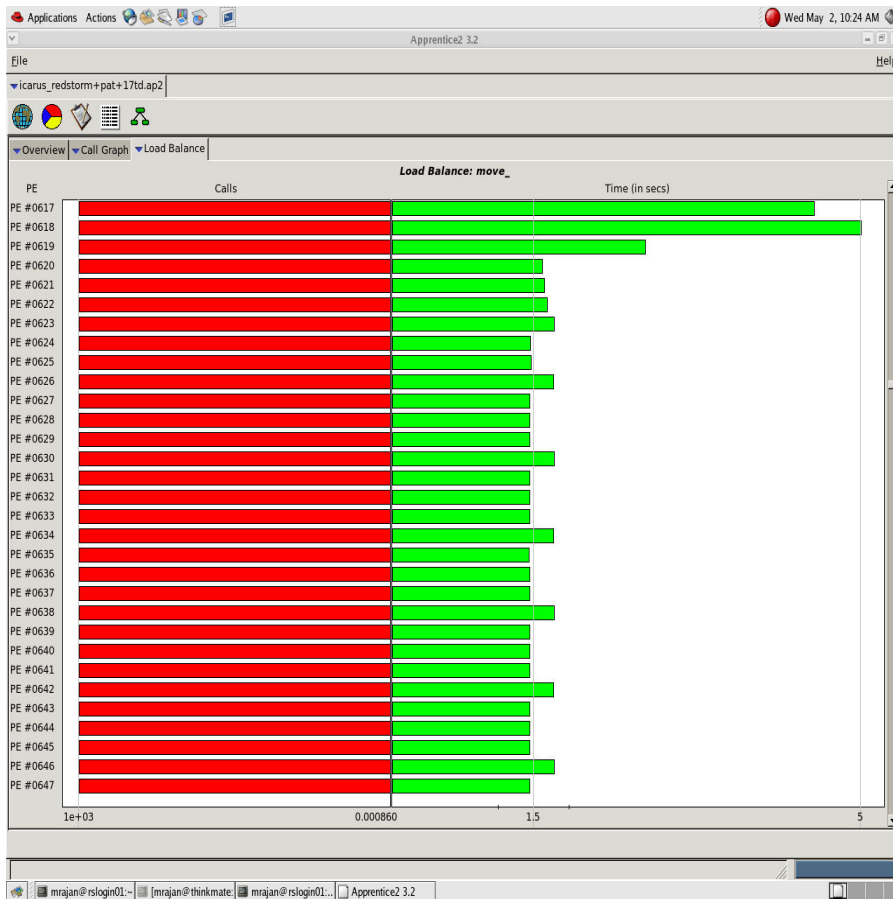 Applications Actions Wed May 2, 10:24 AM
Apprentice2 3.2
File Help
icarus_redstorm+pat+17td.ap2
Overview Call Graph Load Balance
Load Balance: move_
PE Calls Time (in secs)
PE #0617
PE #0618
PE #0619
PE #0620
PE #0621
PE #0622
PE #0623
PE #0624
PE #0625
PE #0626
PE #0627
PE #0628
PE #0629
PE #0630
PE #0631
PE #0632
PE #0633
PE #0634
PE #0635
PE #0636
PE #0637
PE #0638
PE #0639
PE #0640
PE #0641
PE #0642
PE #0643
PE #0644
PE #0645
PE #0646
PE #0647
1e+03 0.000860 1.5 5
mrajan@rslogin01:~ [mrajan@thinkmate: mrajan@rslogin01:.. Apprentice2 3.2